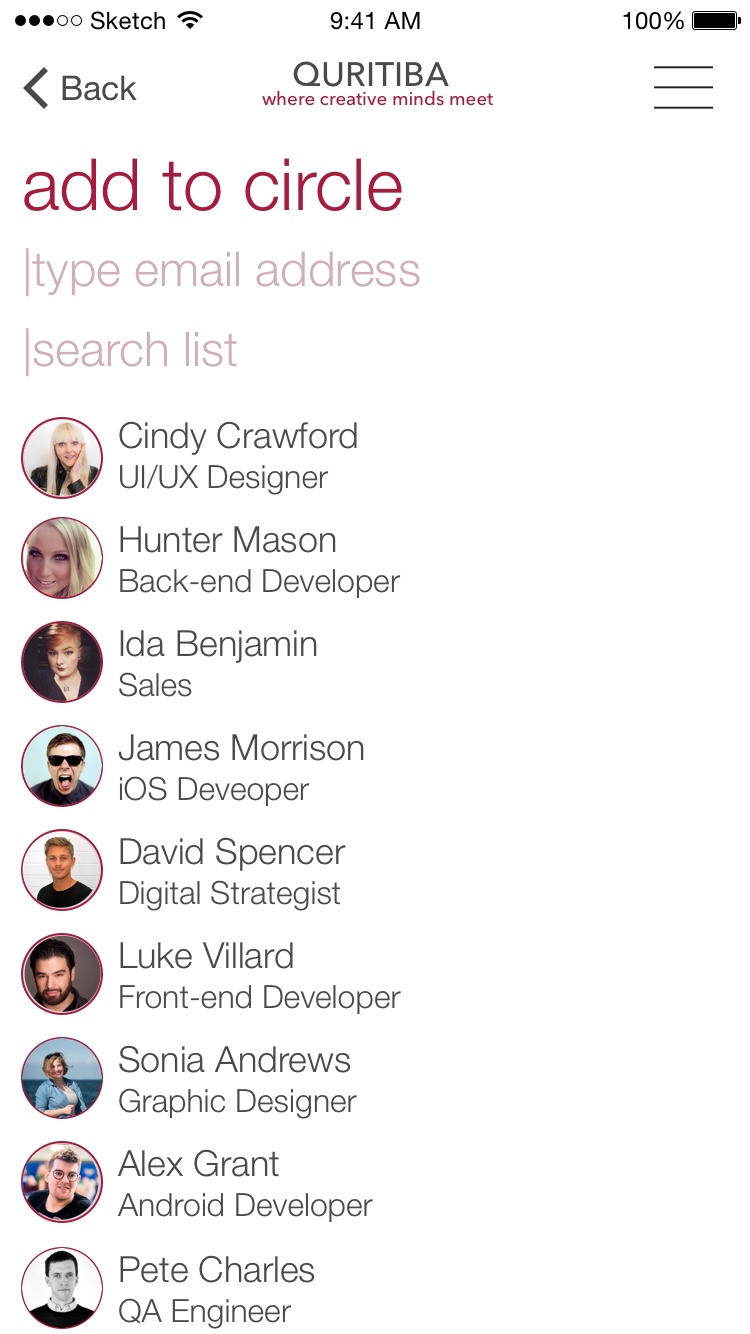 Sketch 9:41 AM 100%
Back
QURITIBA
where creative minds meet
add to circle
|type email address
|search list
Cindy Crawford
UI/UX Designer
Hunter Mason
Back-end Developer
Ida Benjamin
Sales
James Morrison
iOS Deveoper
David Spencer
Digital Strategist
Luke Villard
Front-end Developer
Sonia Andrews
Graphic Designer
Alex Grant
Android Developer
Pete Charles
QA Engineer